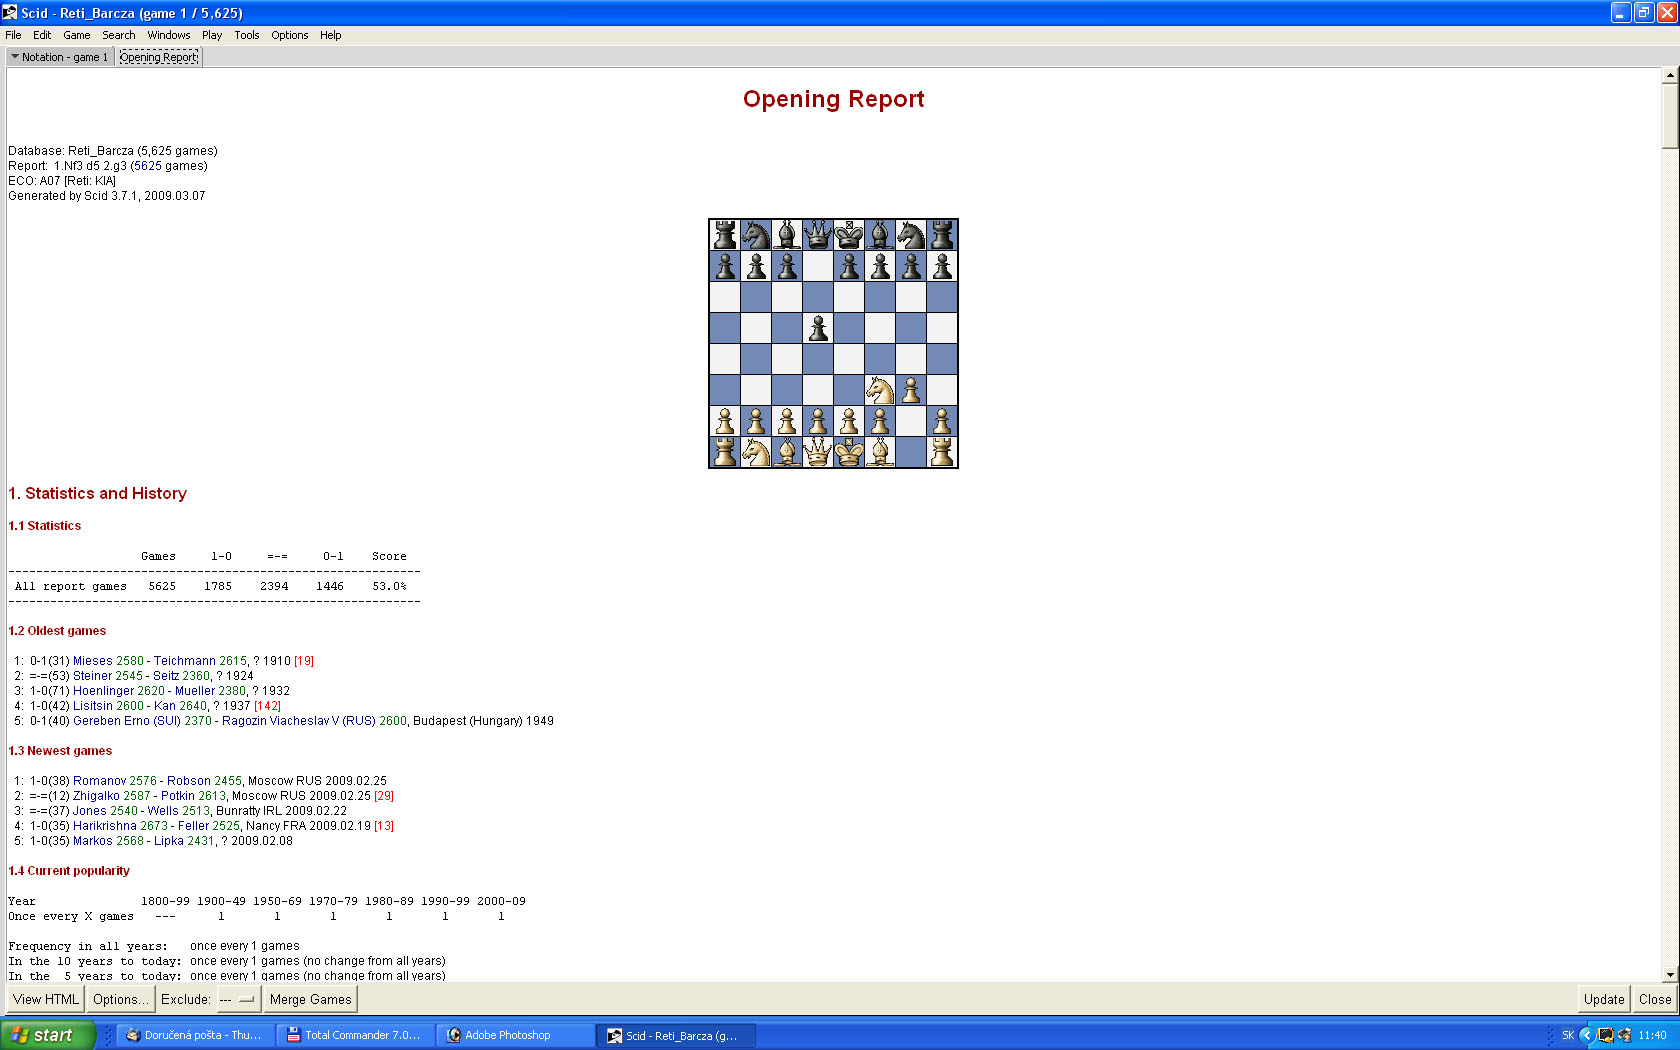 Scid - Reti_Barcza (game 1 / 5,625)
File Edit Game Search Windows Play Tools Options Help
Notation - game 1 Opening Report
Opening Report
Database: Reti_Barcza (5,625 games)
Report: 1.Nf3 d5 2.g3 (5625 games)
ECO: A07 [Reti: KIA]
Generated by Scid 3.7.1, 2009.03.07
1. Statistics and History
1.1 Statistics
Games 1-0 =-= 0-1 Score
-----------------------------------------------------------
All report games 5625 1785 2394 1446 53.0%
-----------------------------------------------------------
1.2 Oldest games
1: 0-1(31) Mieses 2580 - Teichmann 2615, ? 1910 [19]
2: =-=(53) Steiner 2545 - Seitz 2360, ? 1924
3: 1-0(71) Hoenlinger 2620 - Mueller 2380, ? 1932
4: 1-0(42) Lisitsin 2600 - Kan 2640, ? 1937 [142]
5: 0-1(40) Gereben Erno (SUI) 2370 - Ragozin Viacheslav V (RUS) 2600, Budapest (Hungary) 1949
1.3 Newest games
1: 1-0(38) Romanov 2576 - Robson 2455, Moscow RUS 2009.02.25
2: =-=(12) Zhigalko 2587 - Potkin 2613, Moscow RUS 2009.02.25 [29]
3: =-=(37) Jones 2540 - Wells 2513, Bunratty IRL 2009.02.22
4: 1-0(35) Harikrishna 2673 - Feller 2525, Nancy FRA 2009.02.19 [13]
5: 1-0(35) Markos 2568 - Lipka 2431, ? 2009.02.08
1.4 Current popularity
Year 1800-99 1900-49 1950-69 1970-79 1980-89 1990-99 2000-09
Once every X games --- 1 1 1 1 1 1
Frequency in all years: once every 1 games
In the 10 years to today: once every 1 games (no change from all years)
In the 5 years to today: once every 1 games (no change from all years)
View HTML Options... Exclude: --- Merge Games Update Close
start Doručená pošta - Thu... Total Commander 7.0... Adobe Photoshop Scid - Reti_Barcza (g... SK 11:40